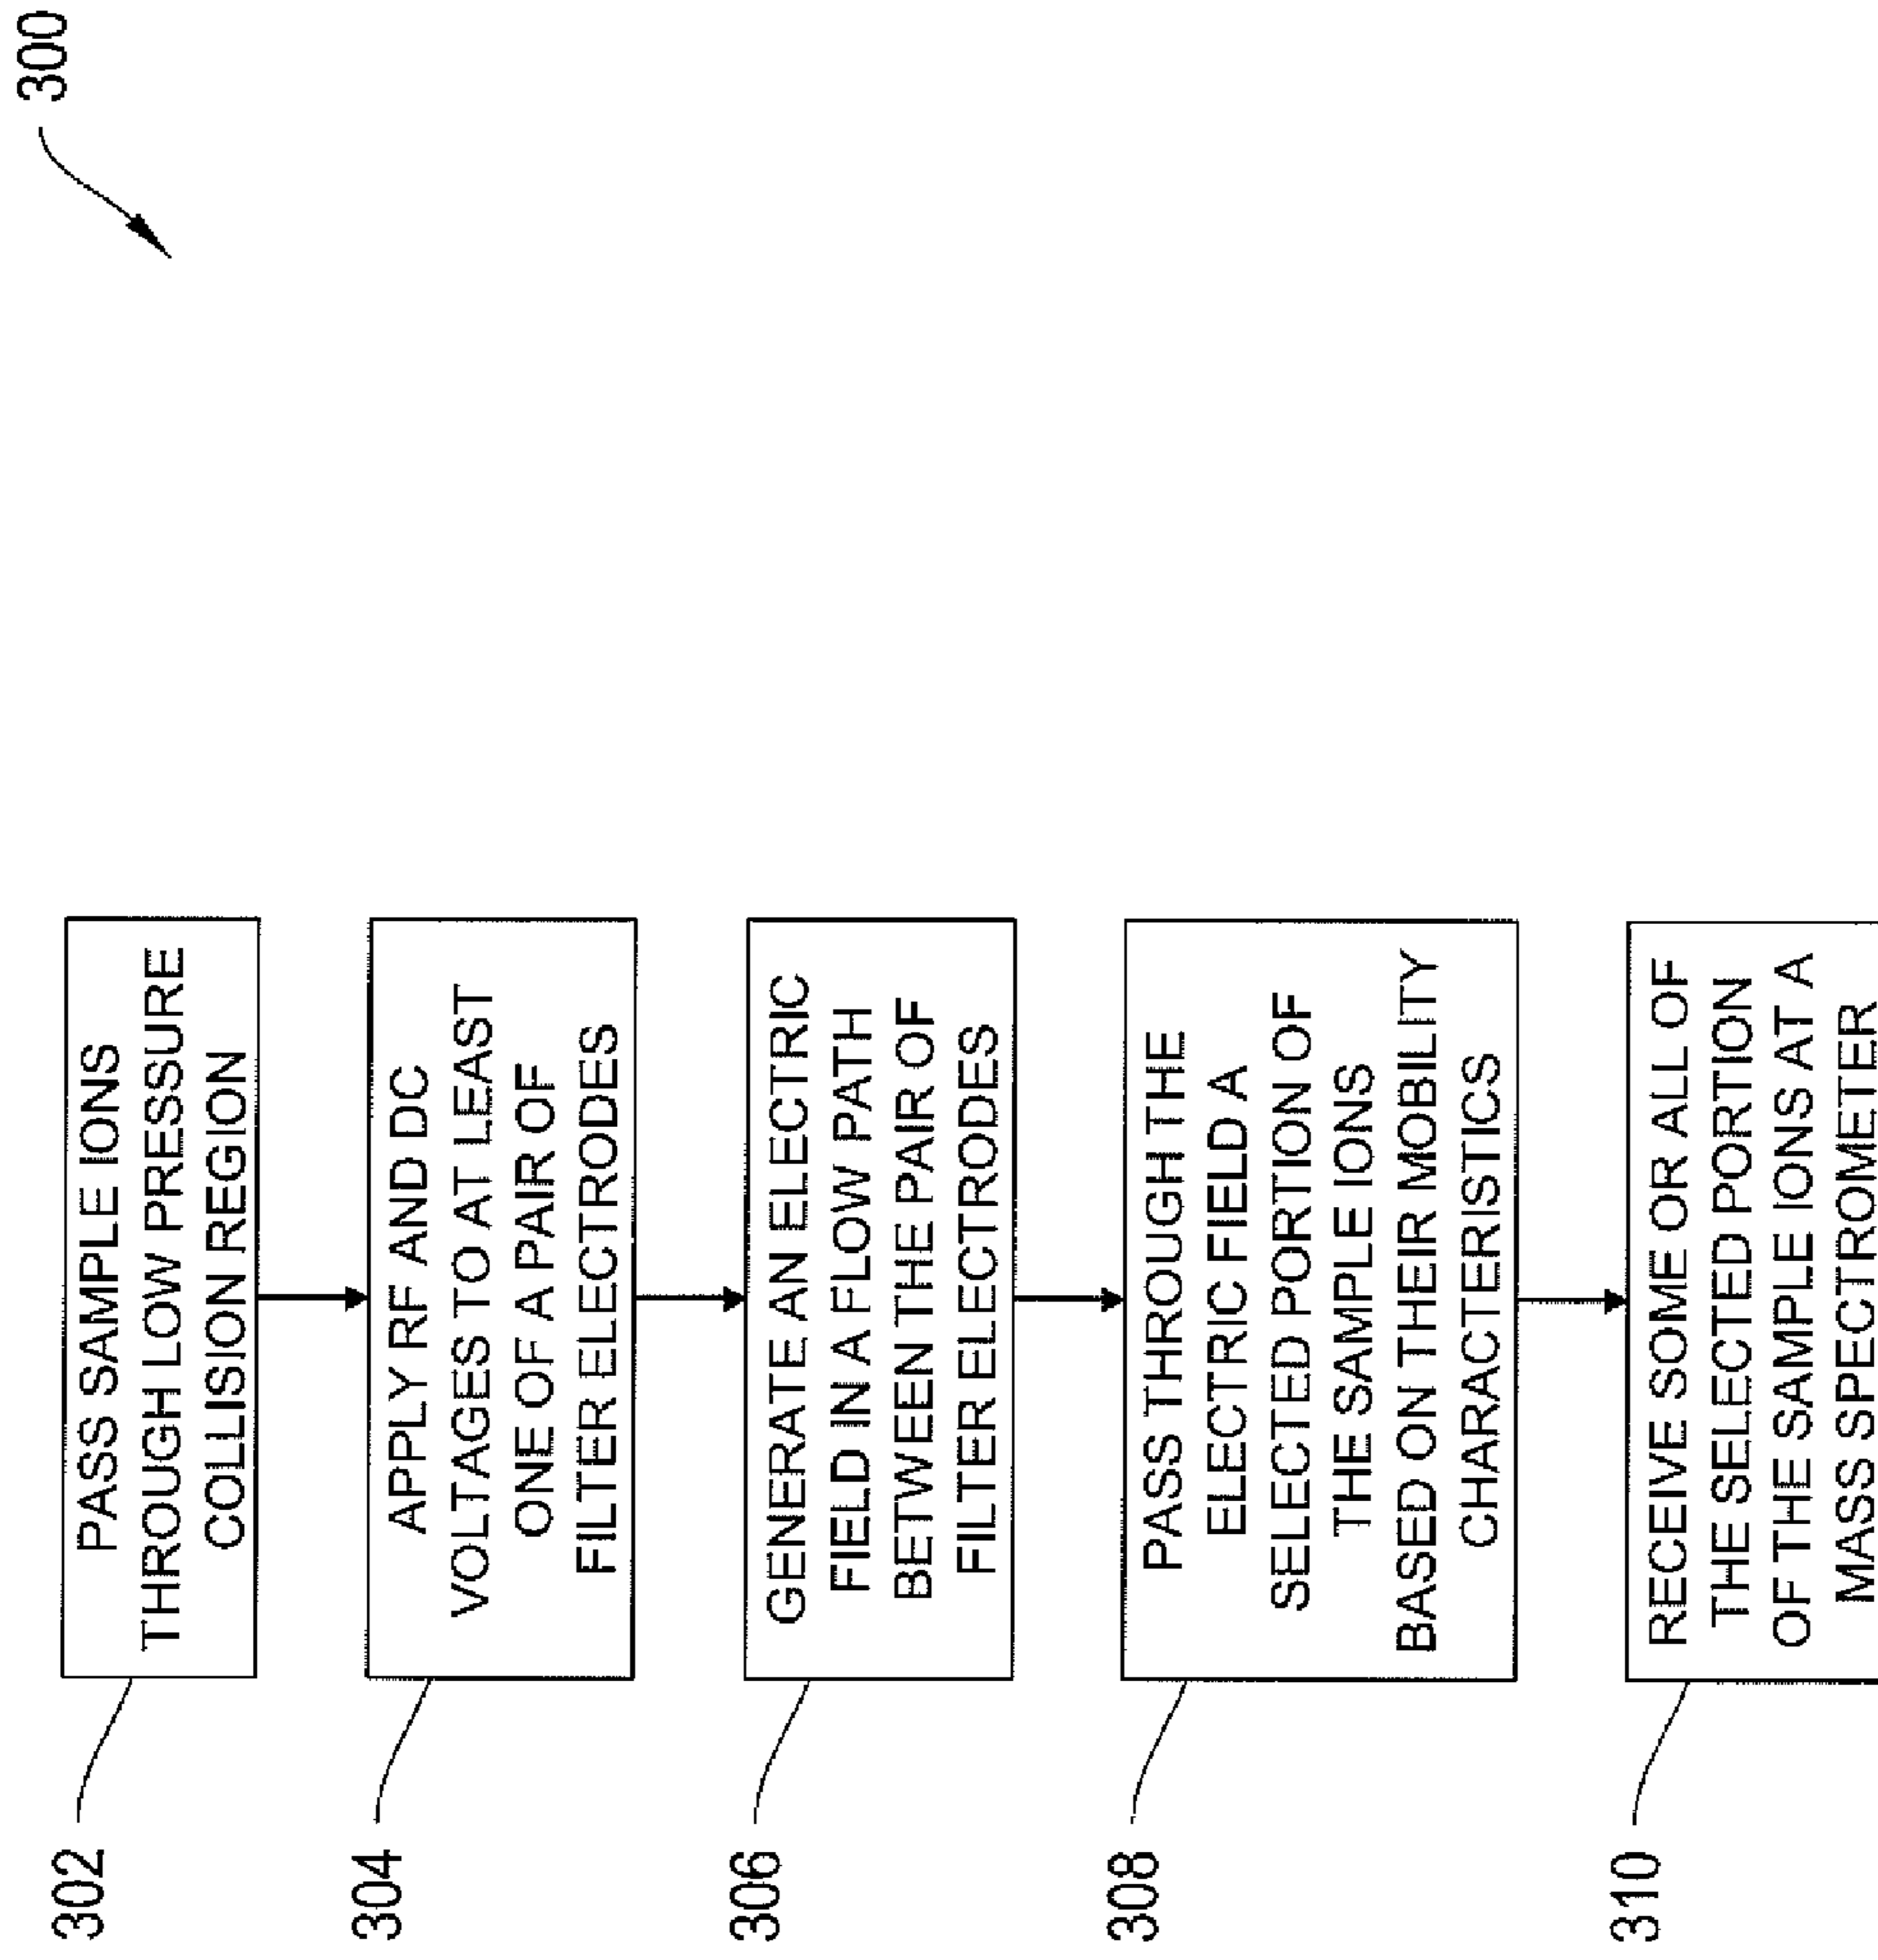 300
302
PASS SAMPLE IONS
THROUGH LOW PRESSURE
COLLISION REGION
304
APPLY RF AND DC
VOLTAGES TO AT LEAST
ONE OF A PAIR OF
FILTER ELECTRODES
306
GENERATE AN ELECTRIC
FIELD IN A FLOW PATH
BETWEEN THE PAIR OF
FILTER ELECTRODES
308
PASS THROUGH THE
ELECTRIC FIELD A
SELECTED PORTION OF
THE SAMPLE IONS
BASED ON THEIR MOBILITY
CHARACTERISTICS
310
RECEIVE SOME OR ALL OF
THE SELECTED PORTION
OF THE SAMPLE IONS AT A
MASS SPECTROMETER